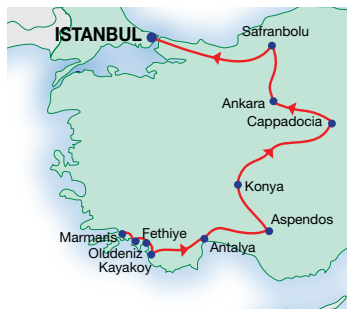 ISTANBUL
Safranbolu
Ankara
Cappadocia
Konya
Aspendos
Antalya
Marmaris
Fethiye
Oludeniz
Kayakoy